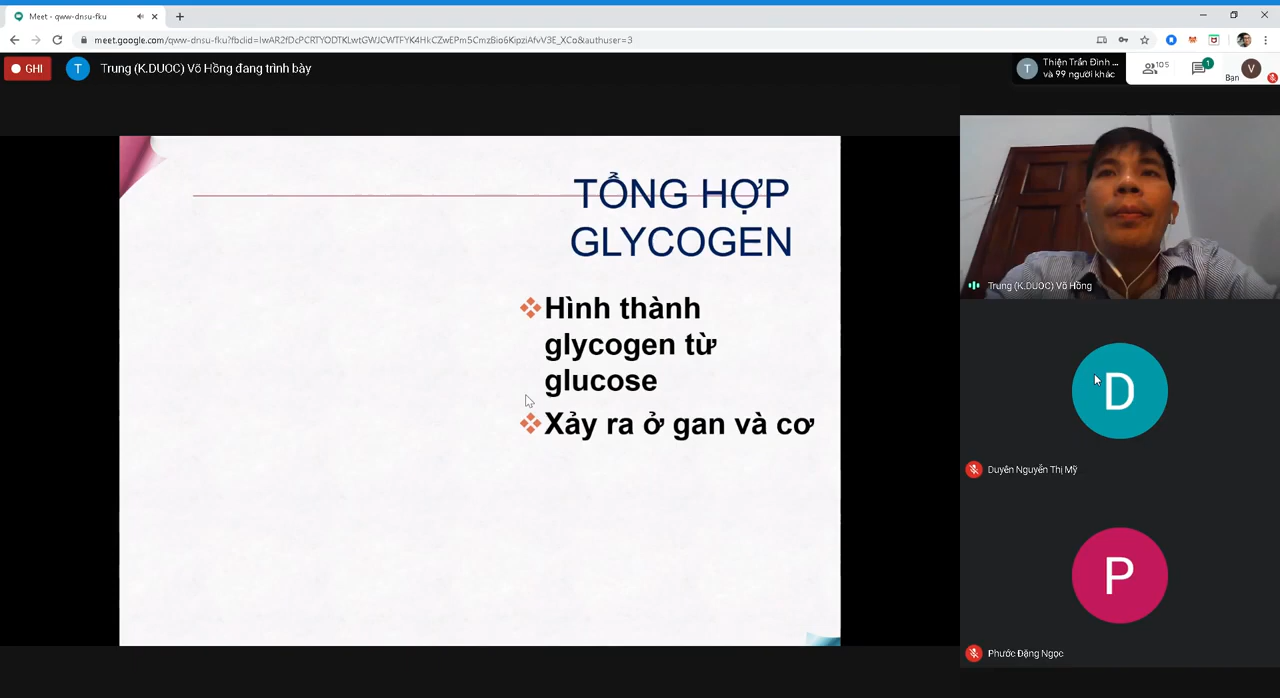 Meet - qww-dnsu-fku
meet.google.com/qww-dnsu-fku?fbclid=IwAR2fDcPCRTYODTKLwtGWJCWTFYK4HkCZwEPm5CmzBio6KipziAfvV3E_XCo&authuser=3
GHI
T
Trung (K.DUOC) Võ Hồng đang trình bày
T
Thiện Trần Đình ...
và 99 người khác
105
1
Bạn
V
TỔNG HỢP
GLYCOGEN
Hình thành
glycogen từ
glucose
Xảy ra ở gan và cơ
Trung (K.DUOC) Võ Hồng
D
Duyên Nguyễn Thị Mỹ
P
Phước Đặng Ngọc